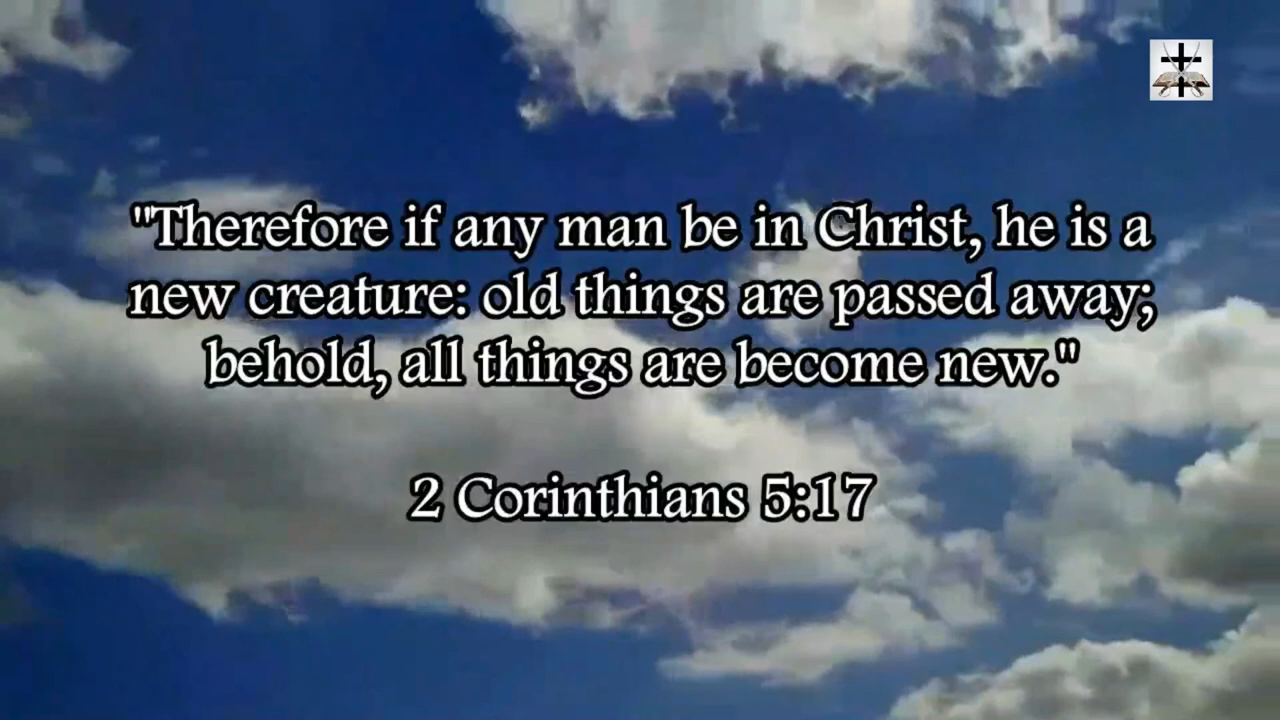 "Therefore if any man be in Christ, he is a
new creature: old things are passed away;
behold, all things are become new."
2 Corinthians 5:17